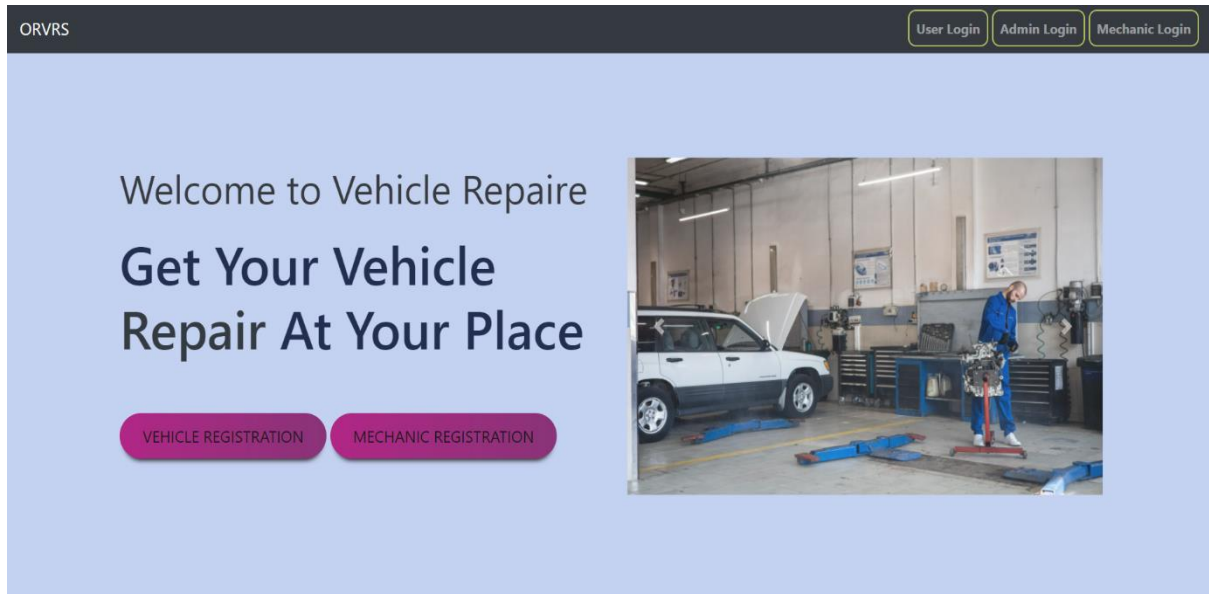 ORVRS
User Login
Admin Login
Mechanic Login
Welcome to Vehicle Repaire
Get Your Vehicle
Repair At Your Place
VEHICLE REGISTRATION
MECHANIC REGISTRATION